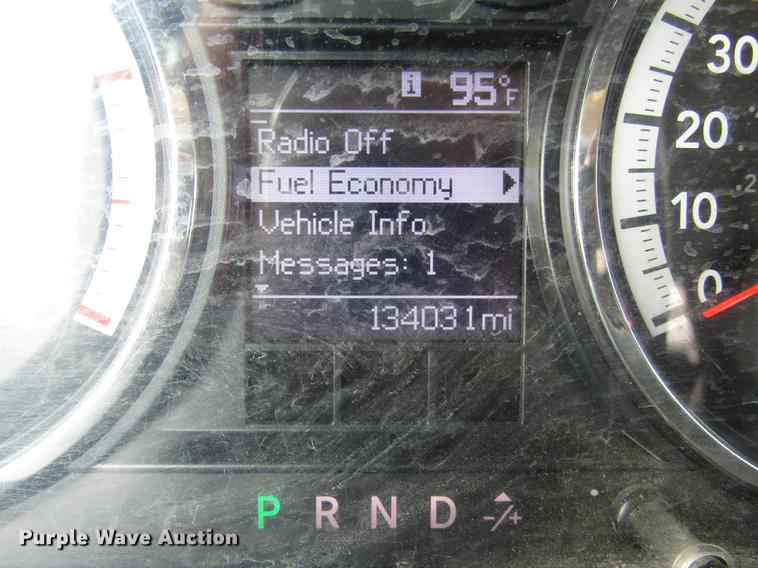 i 95°F
Radio Off
Fuel Economy
Vehicle Info
Messages: 1
134031mi
30
20
10
0
P R N D -/+
Purple Wave Auction